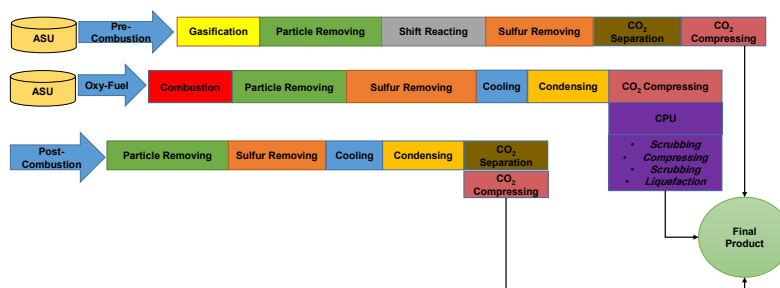 ASU
Pre-
Combustion
Gasification
Particle Removing
Shift Reacting
Sulfur Removing
CO2
Separation
CO2
Compressing
ASU
Oxy-Fuel
Combustion
Particle Removing
Sulfur Removing
Cooling
Condensing
CO2 Compressing
CPU
• Scrubbing
• Compressing
• Scrubbing
• Liquefaction
Post-
Combustion
Particle Removing
Sulfur Removing
Cooling
Condensing
CO2
Separation
CO2
Compressing
Final
Product